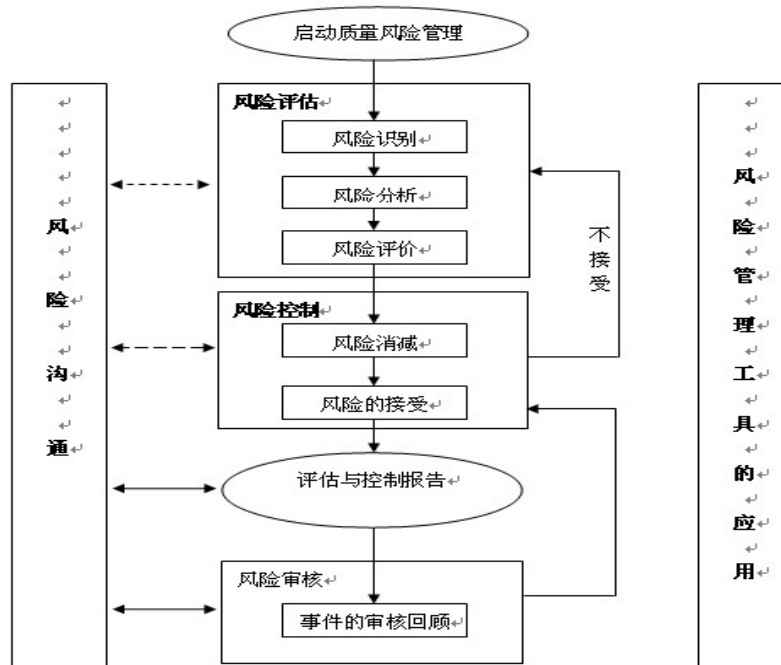 启动质量风险管理
风险评估
风险识别
风险分析
风险评价
风险控制
风险消减
风险的接受
评估与控制报告
风险审核
事件的审核回顾
不
接
受
风
险
沟
通
风
险
管
理
工
具
的
应
用